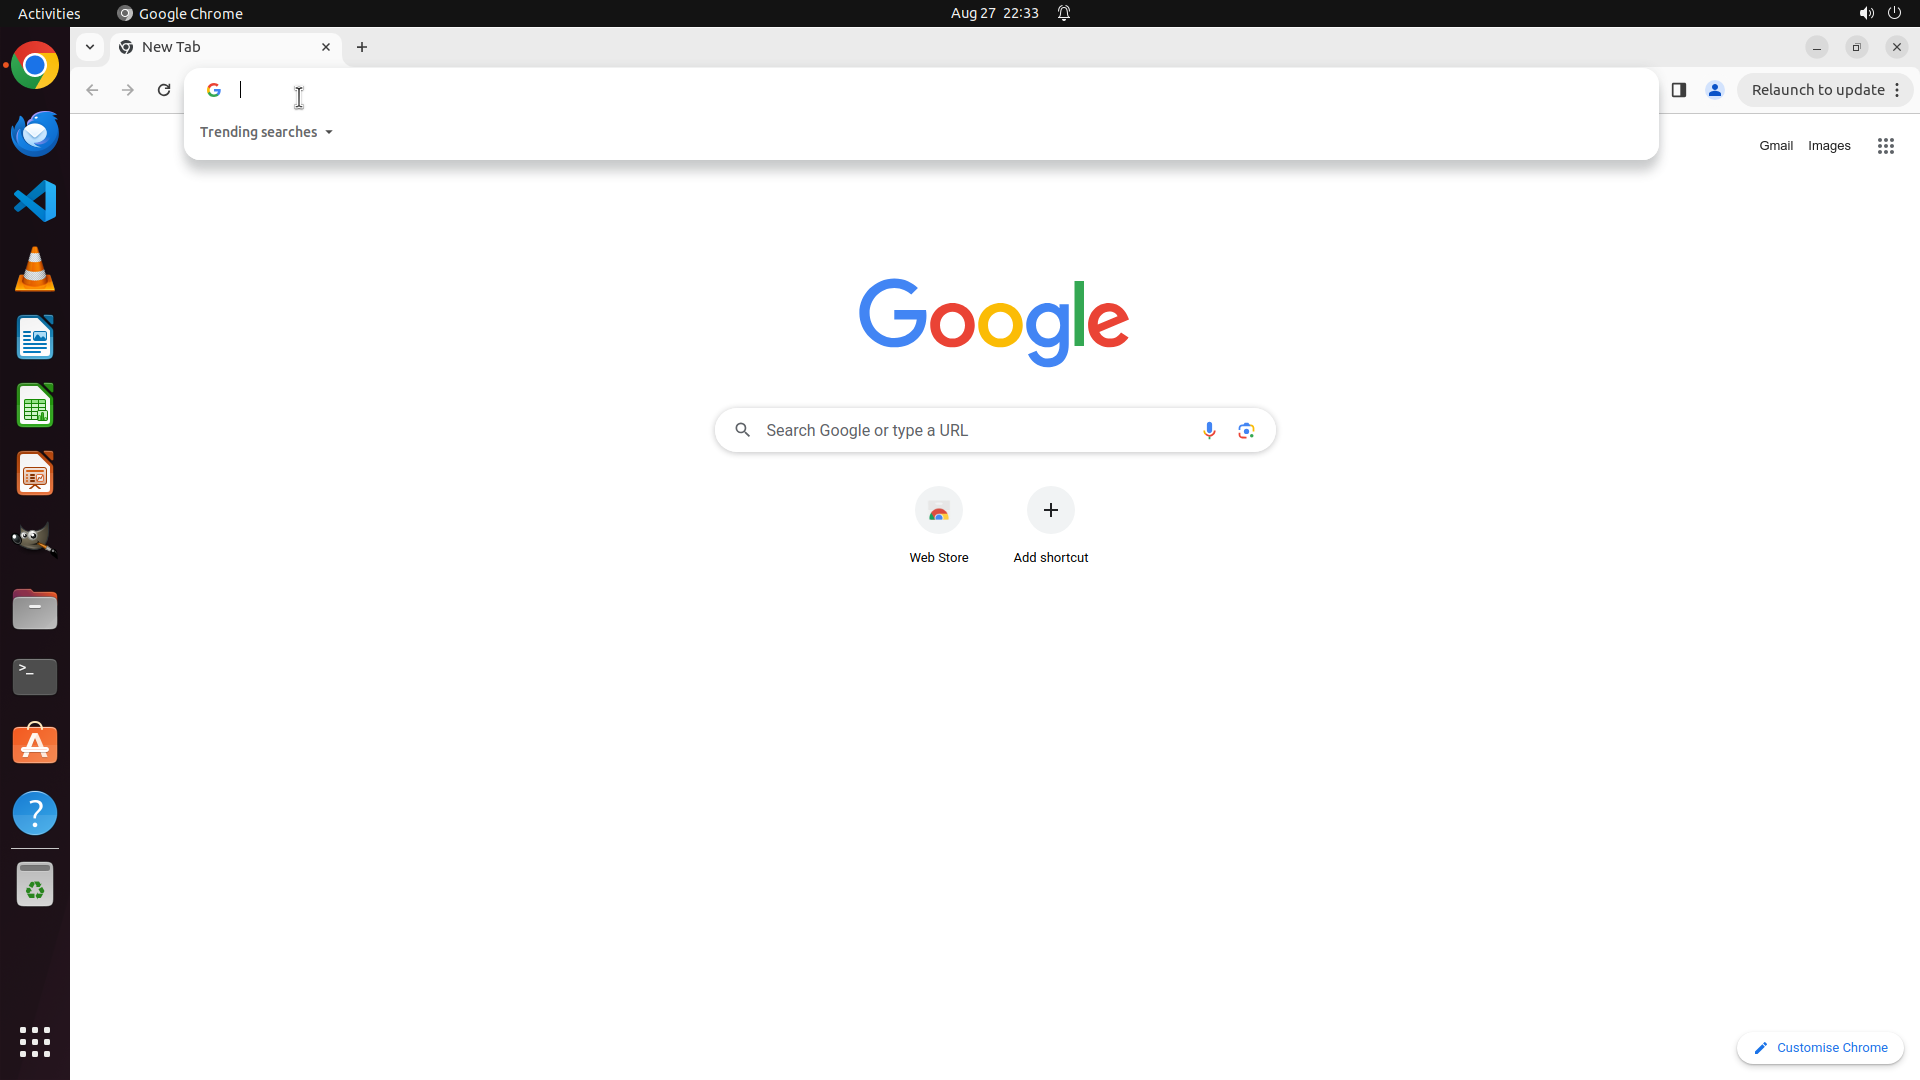 Activities
Google Chrome
Aug 27 22:33
New Tab
Relaunch to update
Trending searches
Gmail
Images
Google
Search Google or type a URL
Web Store
Add shortcut
Customise Chrome